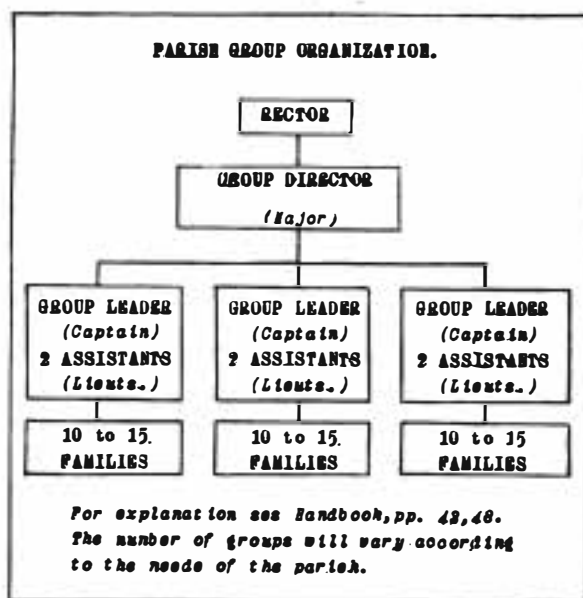 PARISH GROUP ORGANIZATION.
RECTOR
GROUP DIRECTOR
(Major)
GROUP LEADER
(Captain)
2 ASSISTANTS
(Lieuts.)
10 to 15.
FAMILIES
GROUP LEADER
(Captain)
2 ASSISTANTS
(Lieuts.)
10 to 15.
FAMILIES
GROUP LEADER
(Captain)
2 ASSISTANTS
(Lieuts.)
10 to 15
FAMILIES
For explanation see Handbook, pp.
The number of groups will vary according
to the needs of the parish.